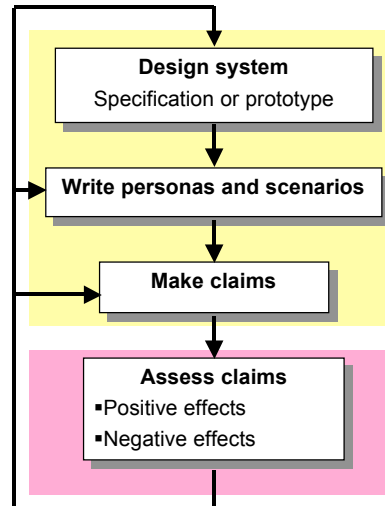 Design system
Specification or prototype
Write personas and scenarios
Make claims
Assess claims
▪Positive effects
▪Negative effects